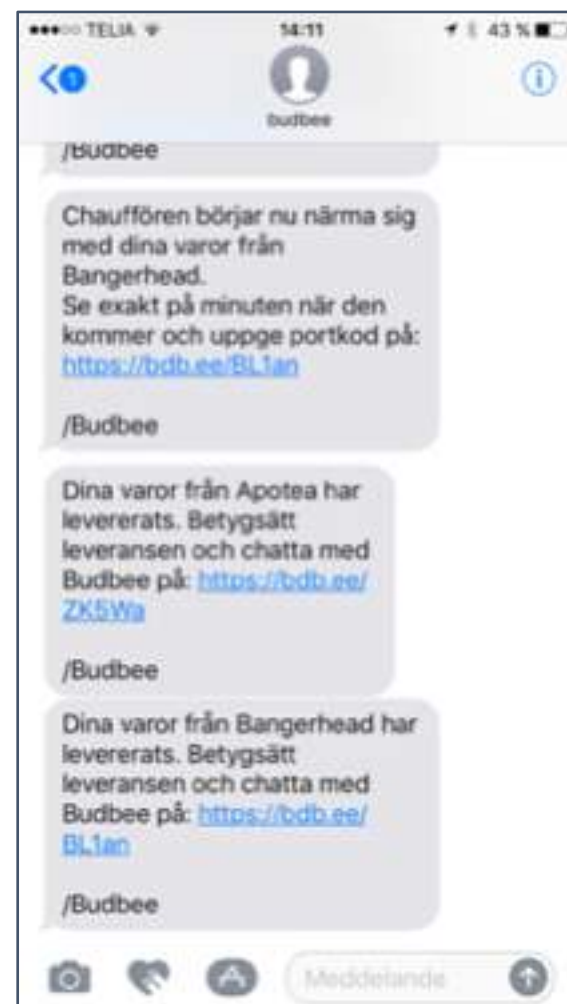 TELIA
14:11
43 %
1
budbee
/Budbee
Chauffören börjar nu närma sig
med dina varor från
Bangerhead.
Se exakt på minuten när den
kommer och uppge portkod på:
https://bdb.ee/BL1an
/Budbee
Dina varor från Apotea har
levererats. Betygsätt
leveransen och chatta med
Budbee på: https://bdb.ee/
ZK5Wa
/Budbee
Dina varor från Bangerhead har
levererats. Betygsätt
leveransen och chatta med
Budbee på: https://bdb.ee/
BL1an
/Budbee
Meddelande